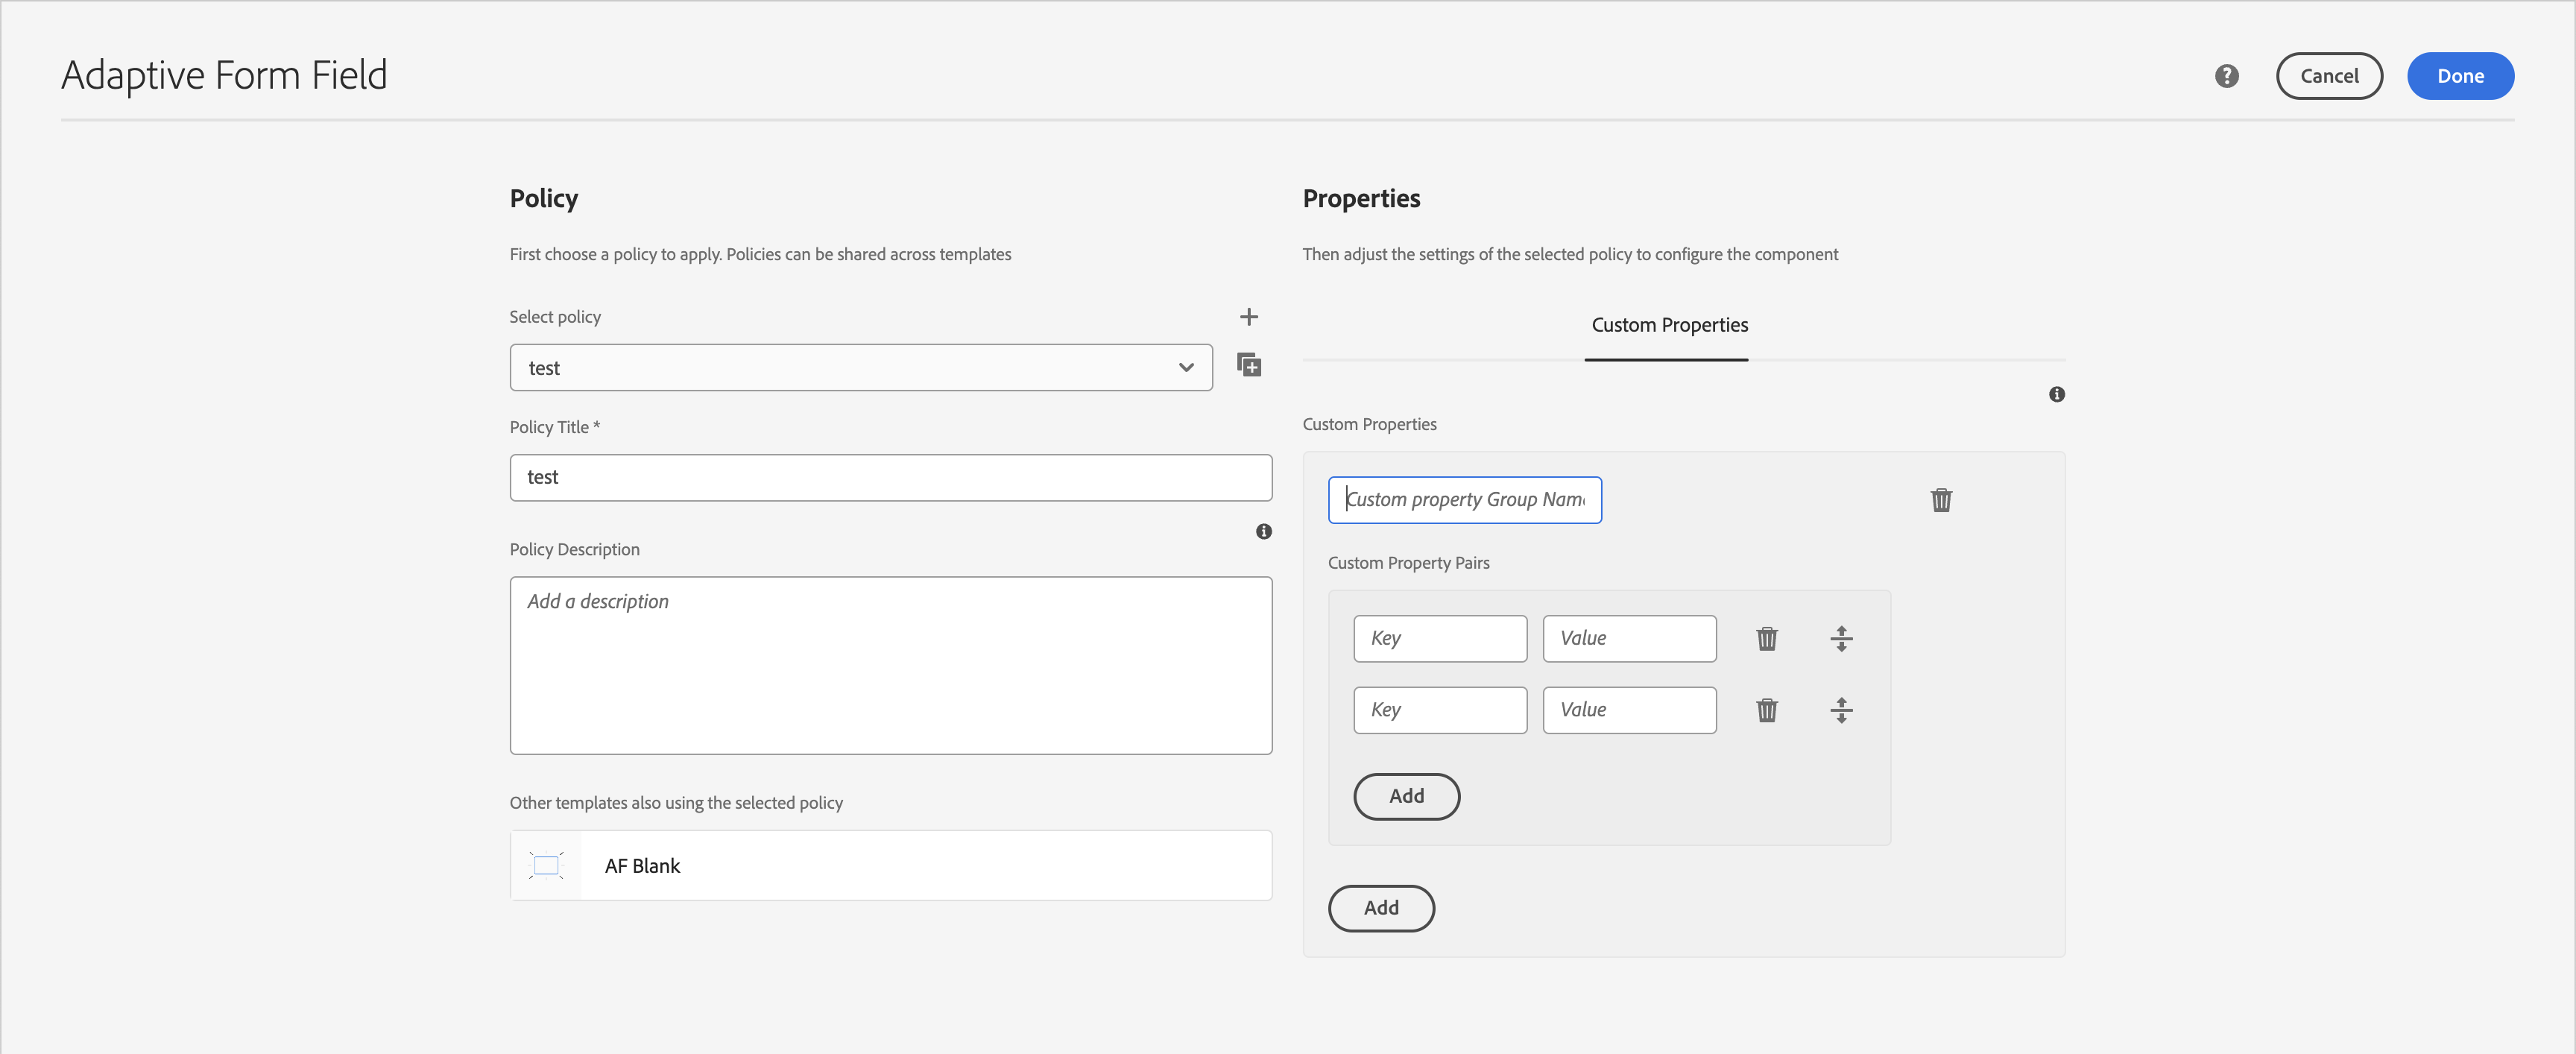 Adaptive Form Field
Cancel
Done
Policy
First choose a policy to apply. Policies can be shared across templates
Select policy
test
Policy Title *
test
Policy Description
Add a description
Other templates also using the selected policy
AF Blank
Properties
Then adjust the settings of the selected policy to configure the component
Custom Properties
Custom Properties
Custom property Group Nam
Custom Property Pairs
Key Value
Key Value
Add
Add